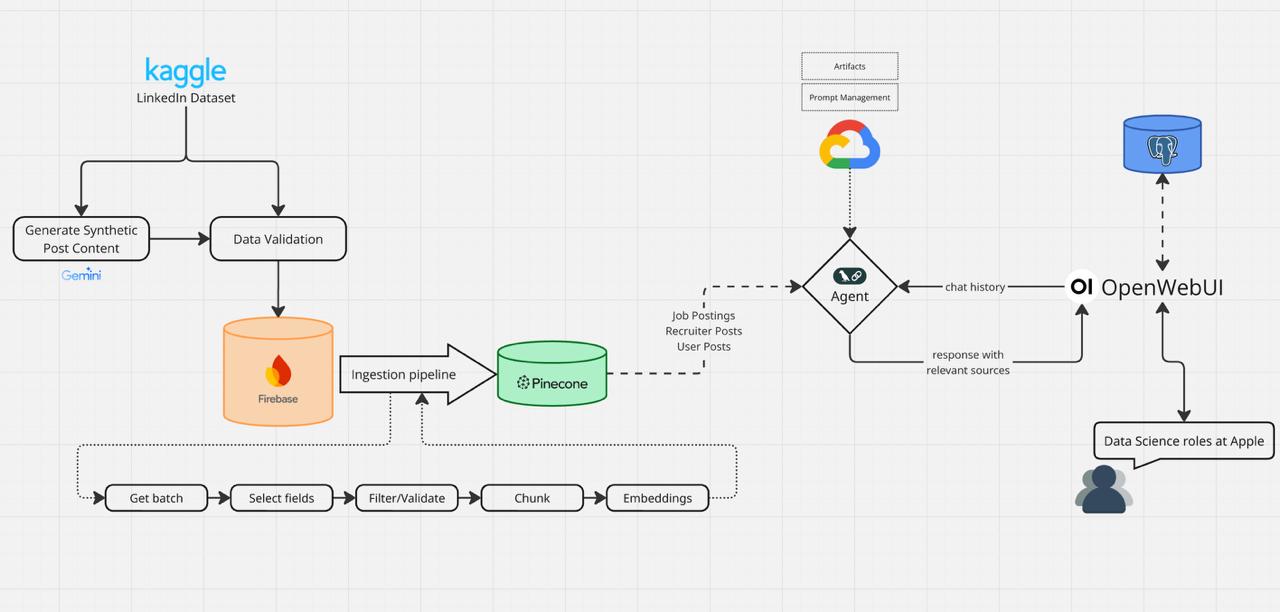 kaggle
LinkedIn Dataset
Generate Synthetic
Post Content
Gemini
Data Validation
Firebase
Ingestion pipeline
Pinecone
Get batch
Select fields
Filter/Validate
Chunk
Embeddings
Job Postings
Recruiter Posts
User Posts
Artifacts
Prompt Management
Agent
chat history
response with
relevant sources
OI OpenWebUI
Data Science roles at Apple